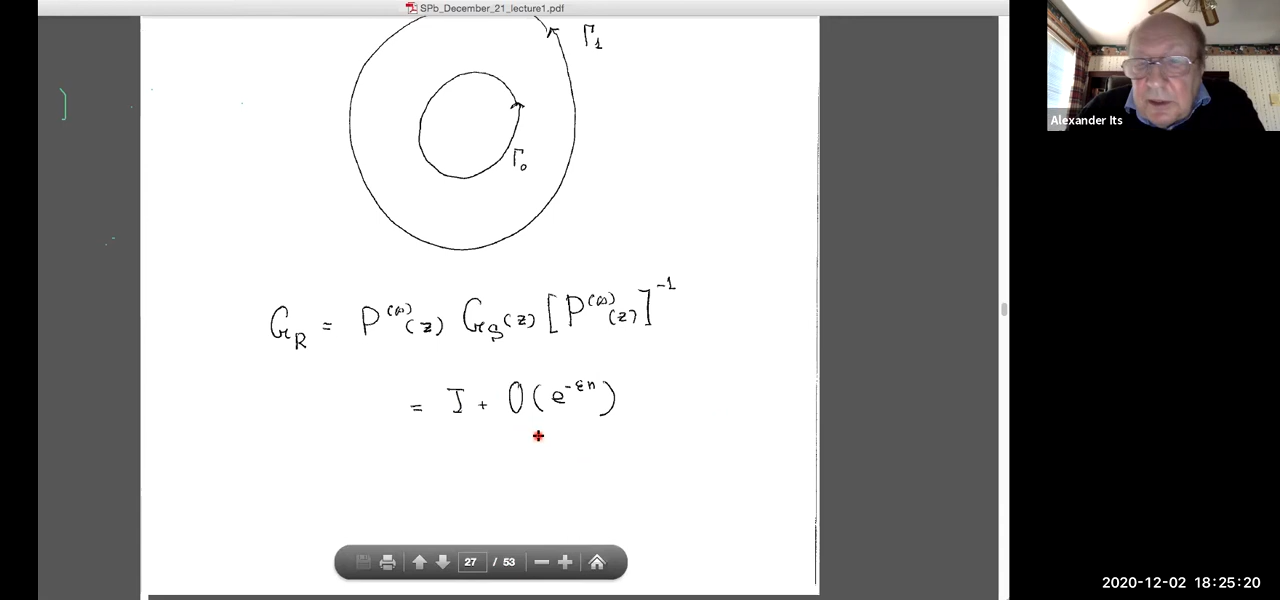 SPb_December_21_lecture1.pdf
Γ₁
Γ₀
G_R = P^(∞)(z) G_S(z) [P^(∞)(z)]^-1
= I + O(e^-εn)
27 / 53
Alexander Its
2020-12-02 18:25:20